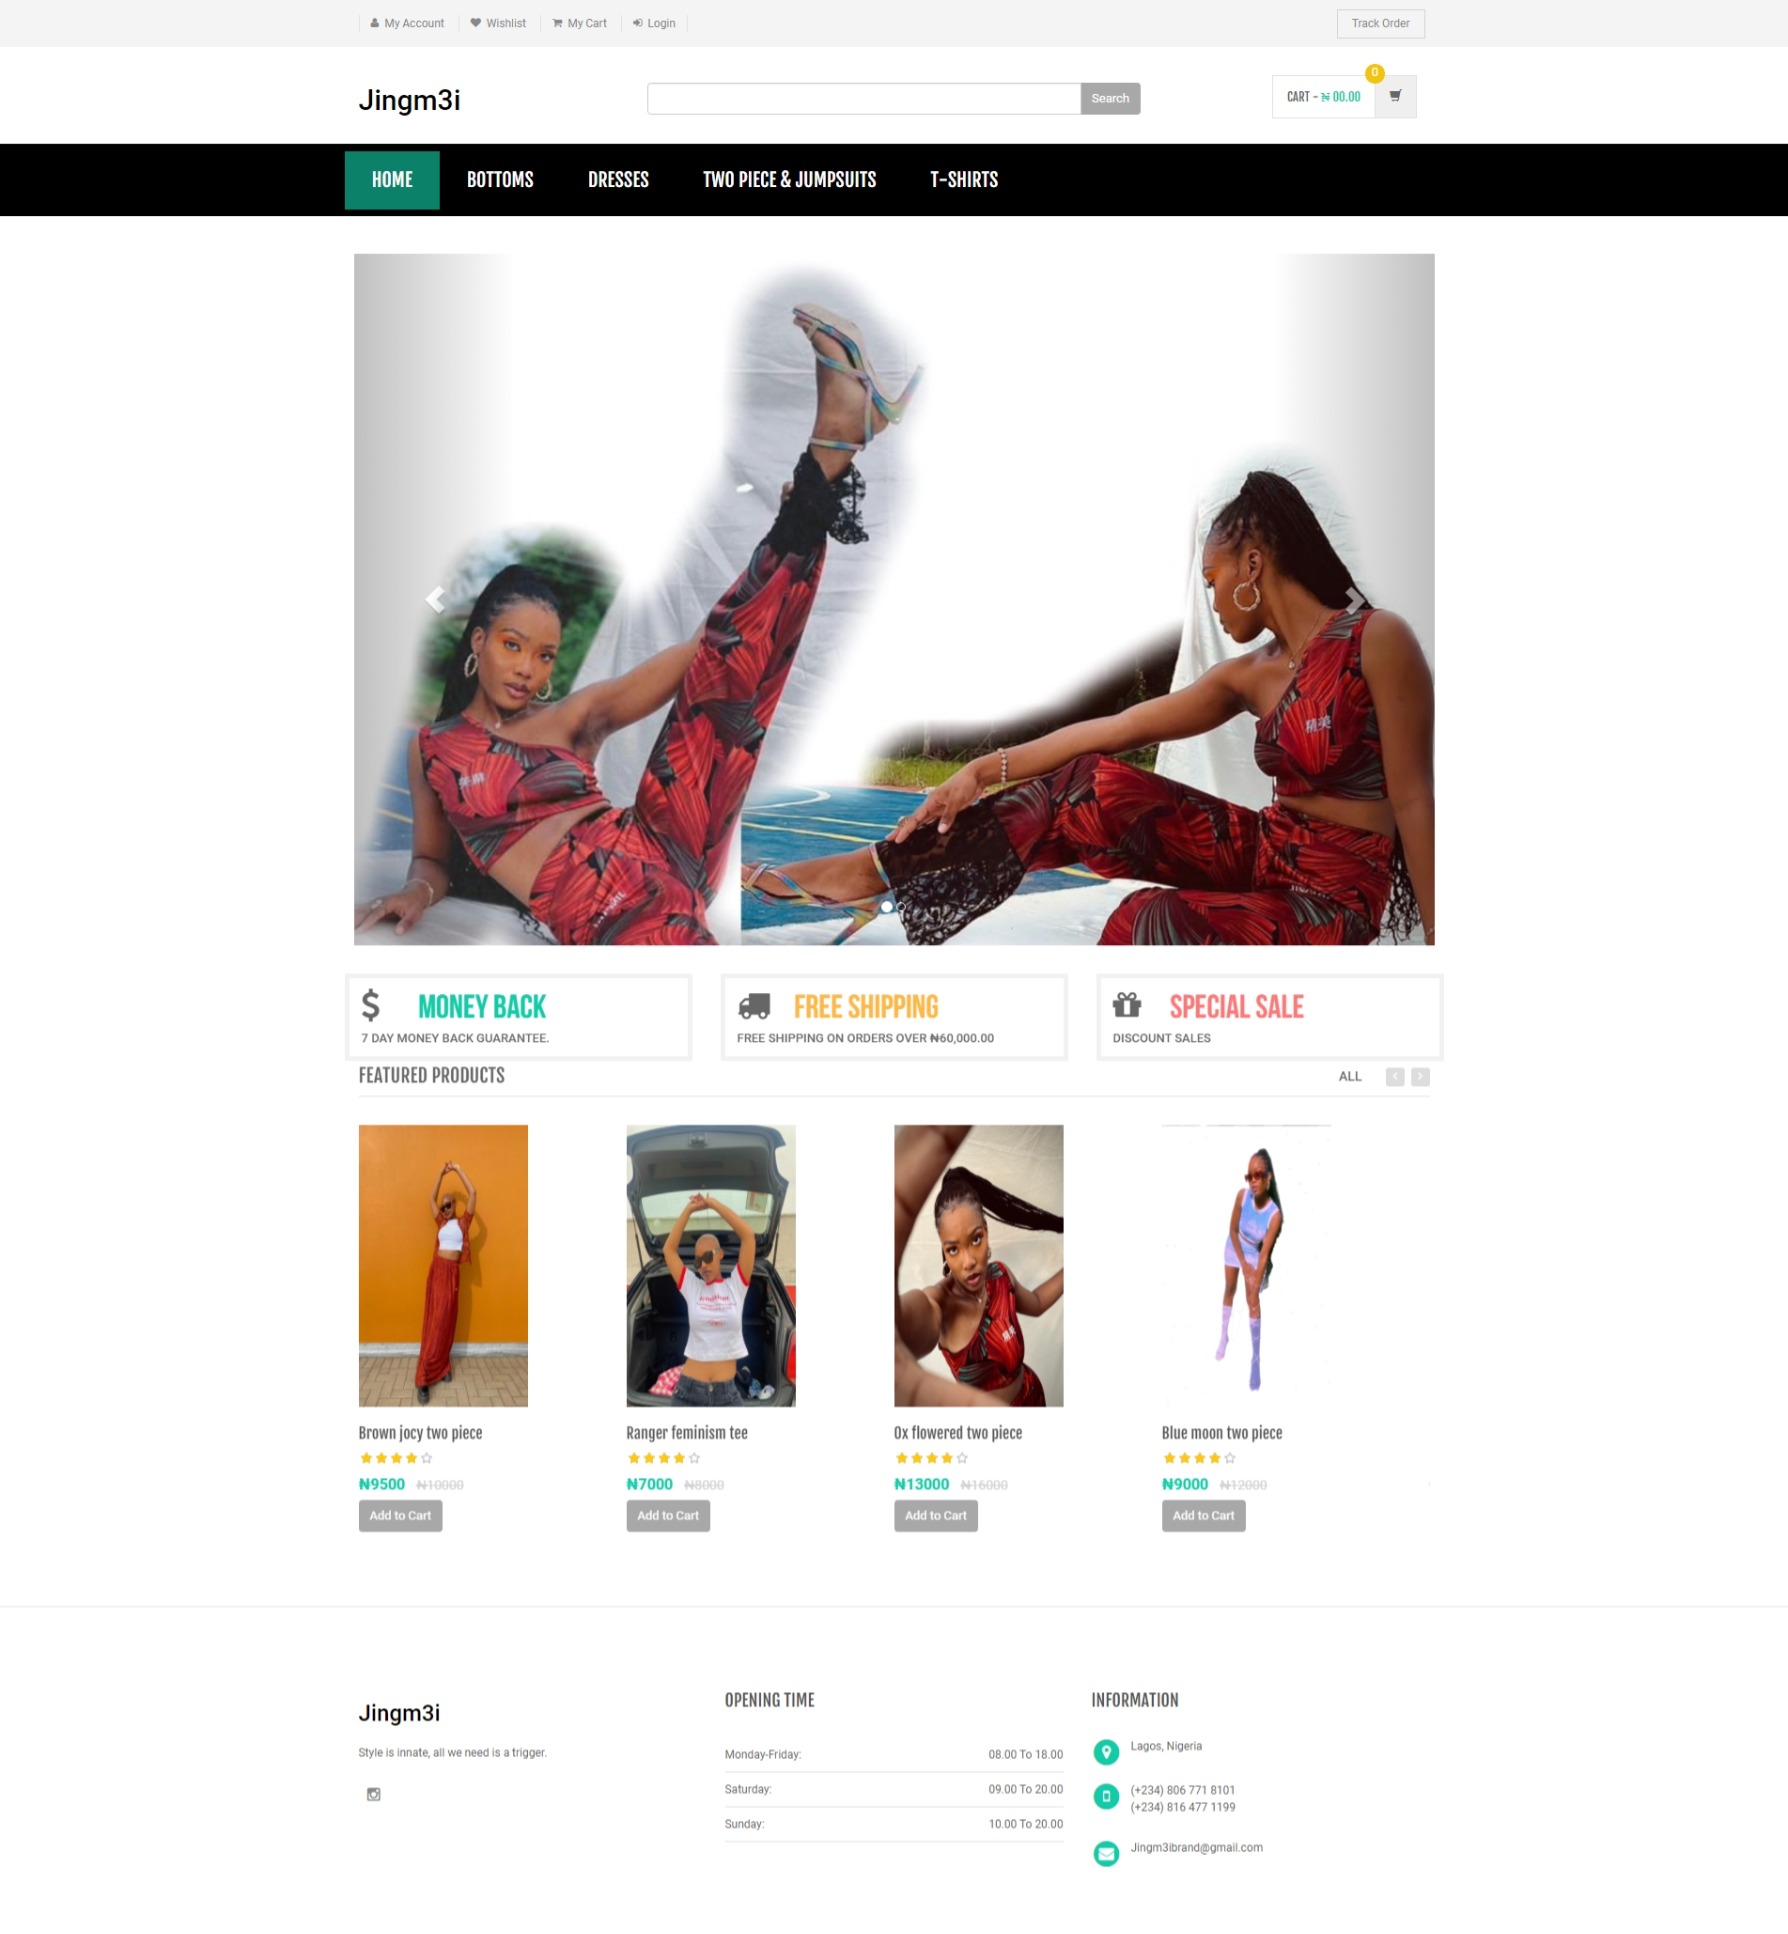 My Account
Wishlist
My Cart
Login
Track Order
Jingm3i
Search
CART - ₦ 00.00
0
HOME
BOTTOMS
DRESSES
TWO PIECE & JUMPSUITS
T-SHIRTS
MONEY BACK
7 DAY MONEY BACK GUARANTEE.
FREE SHIPPING
FREE SHIPPING ON ORDERS OVER ₦60,000.00
SPECIAL SALE
DISCOUNT SALES
FEATURED PRODUCTS
ALL
Brown jocy two piece
₦9500 ₦10000
Add to Cart
Ranger feminism tee
₦7000 ₦8000
Add to Cart
Ox flowered two piece
₦13000 ₦16000
Add to Cart
Blue moon two piece
₦9000 ₦12000
Add to Cart
Jingm3i
Style is innate, all we need is a trigger.
OPENING TIME
Monday-Friday: 08.00 To 18.00
Saturday: 09.00 To 20.00
Sunday: 10.00 To 20.00
INFORMATION
Lagos, Nigeria
(+234) 806 771 8101
(+234) 816 477 1199
Jingm3ibrand@gmail.com